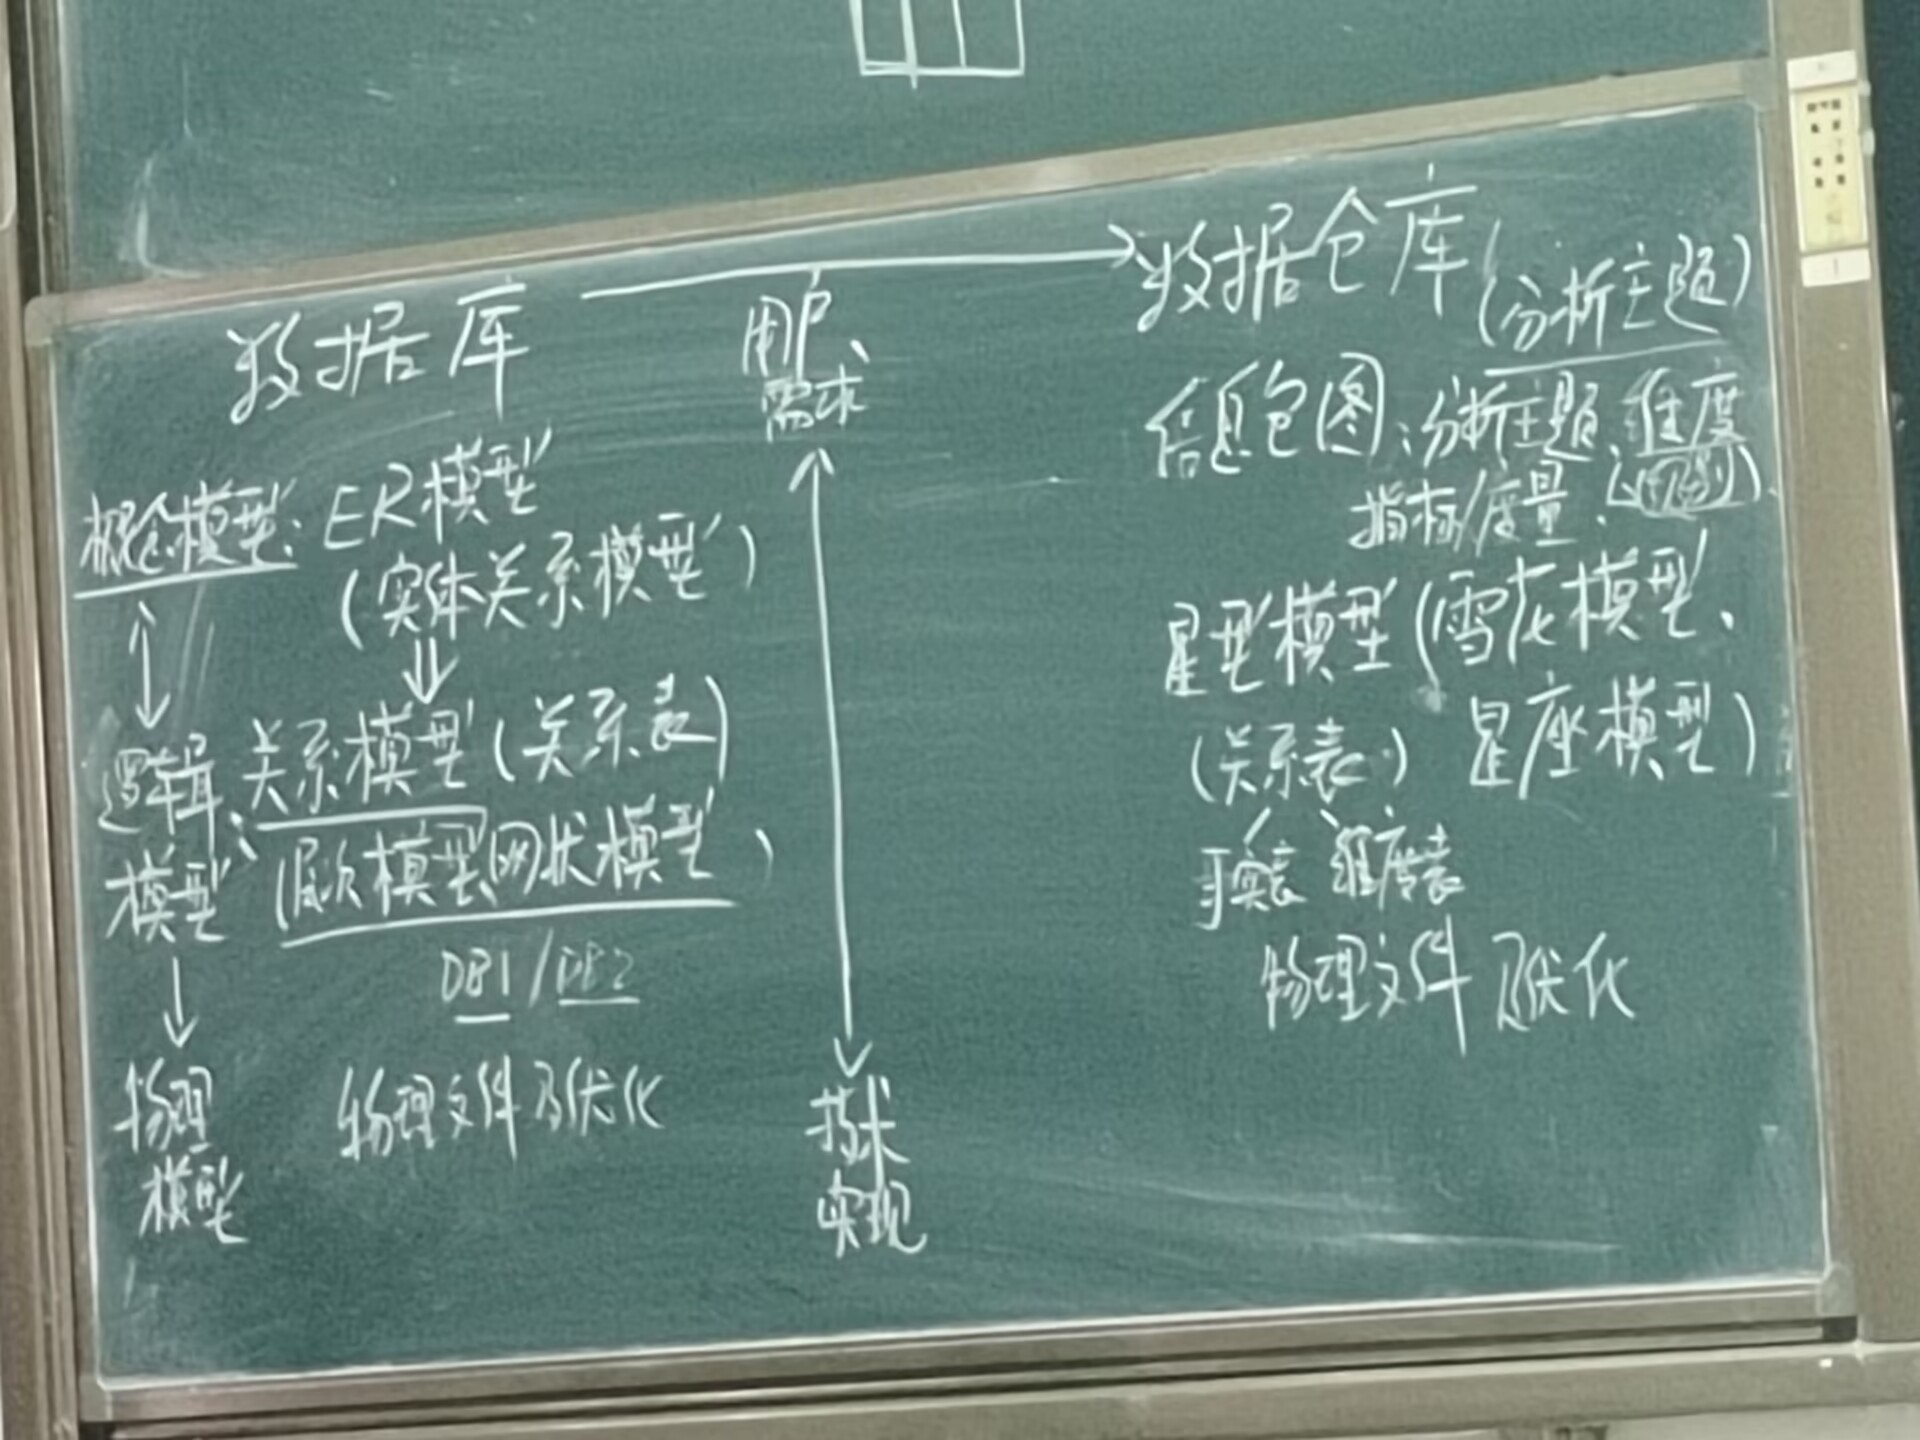 数据库
概念模型: ER模型
(实体关系模型)
逻辑模型: 关系模型(关系表)
(层次模型、网状模型、)
DB1/DB2
物理模型
物理文件及优化
用户需求
技术实现
数据仓库
(分析主题)
信息包图:分析主题、维度
指标/度量、
星型模型(雪花模型、
星座模型)
(关系表)
事实表 维度表
物理文件及优化